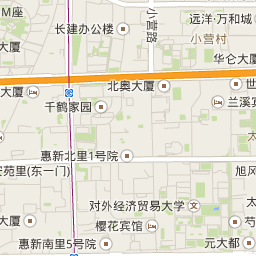 M座
长建办公楼
小营路
远洋·万和城
小营村
华仑大厦
大厦
北奥大厦
世
千鹤家园
兰溪宾
惠新北里1号院
安苑里(东一门)
旭风
对外经济贸易大学
樱花宾馆
大厦
惠新南里5号院
元大都